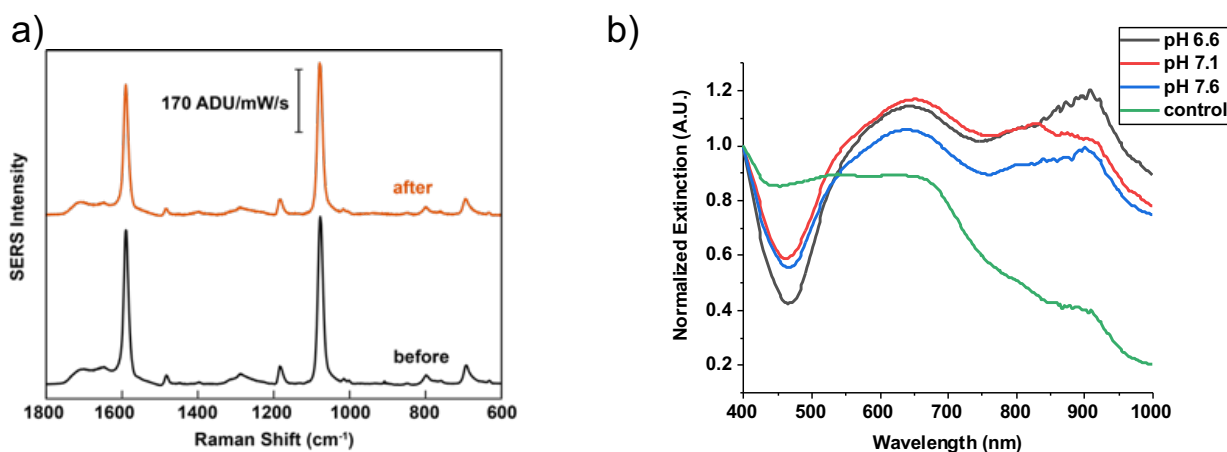 a)
170 ADU/mW/s
after
before
SERS Intensity
1800 1600 1400 1200 1000 800 600
Raman Shift (cm⁻¹)
b)
pH 6.6
pH 7.1
pH 7.6
control
1.2
1.0
0.8
0.6
0.4
0.2
Normalized Extinction (A.U.)
400 500 600 700 800 900 1000
Wavelength (nm)